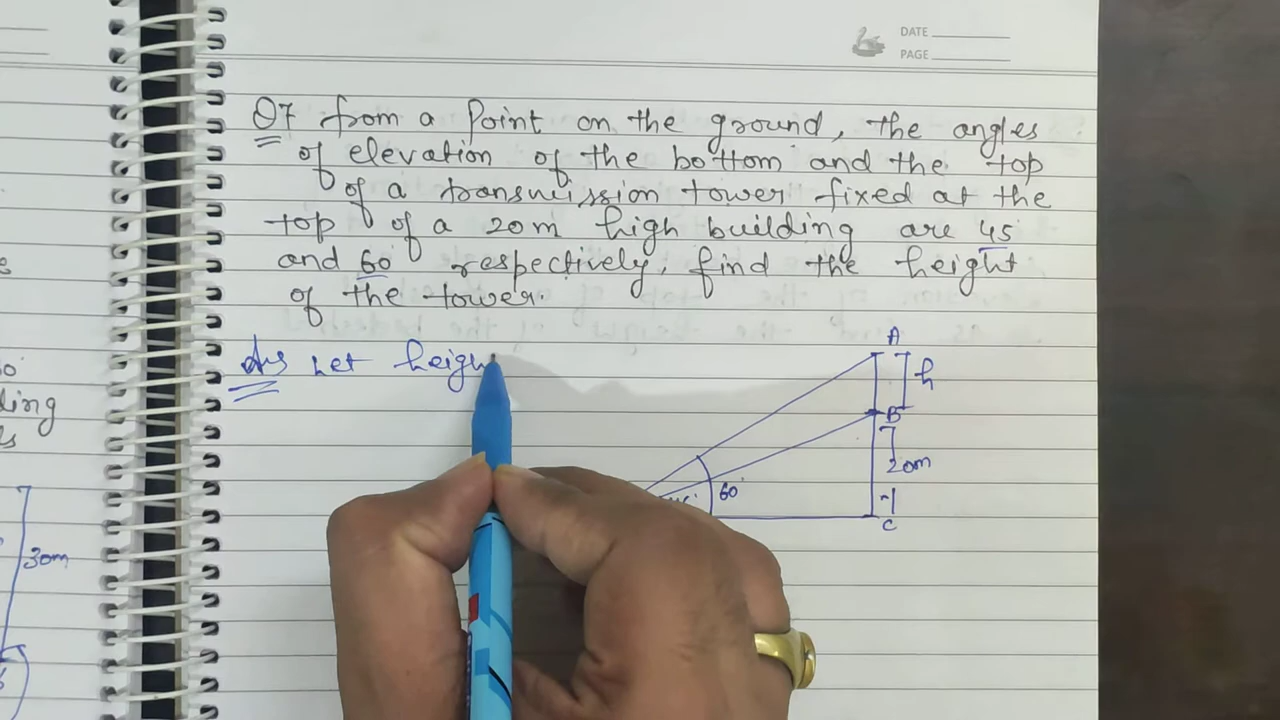 DATE
PAGE
Q7 from a point on the ground, the angles
of elevation of the bottom and the top
of a transmission tower fixed at the
top of a 20m high building are 45
and 60 respectively, find the height
of the tower.
Ans Let heigh
A
h
B
20m
60
C
ling
30m